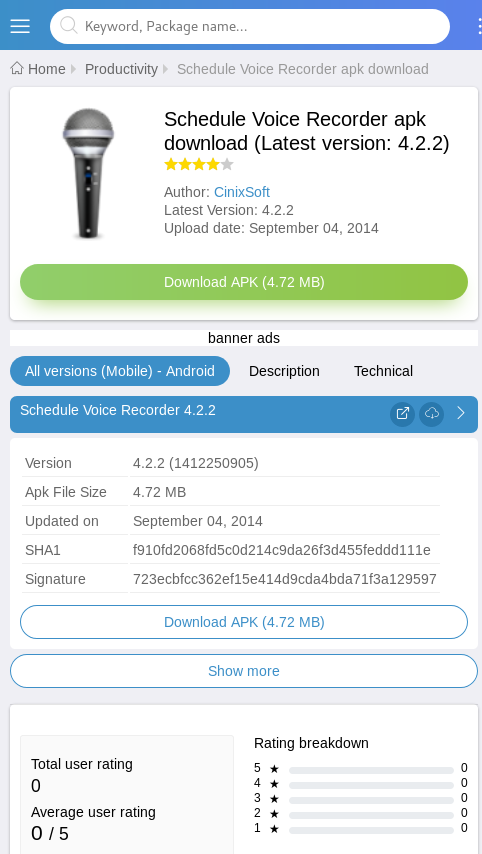 Keyword, Package name...
Home Productivity Schedule Voice Recorder apk download
Schedule Voice Recorder apk
download (Latest version: 4.2.2)
Author: CinixSoft
Latest Version: 4.2.2
Upload date: September 04, 2014
Download APK (4.72 MB)
banner ads
All versions (Mobile) - Android Description Technical
Schedule Voice Recorder 4.2.2
Version 4.2.2 (1412250905)
Apk File Size 4.72 MB
Updated on September 04, 2014
SHA1 f910fd2068fd5c0d214c9da26f3d455feddd111e
Signature 723ecbfcc362ef15e414d9cda4bda71f3a129597
Download APK (4.72 MB)
Show more
Total user rating
0
Average user rating
0 / 5
Rating breakdown
5 ★ 0
4 ★ 0
3 ★ 0
2 ★ 0
1 ★ 0